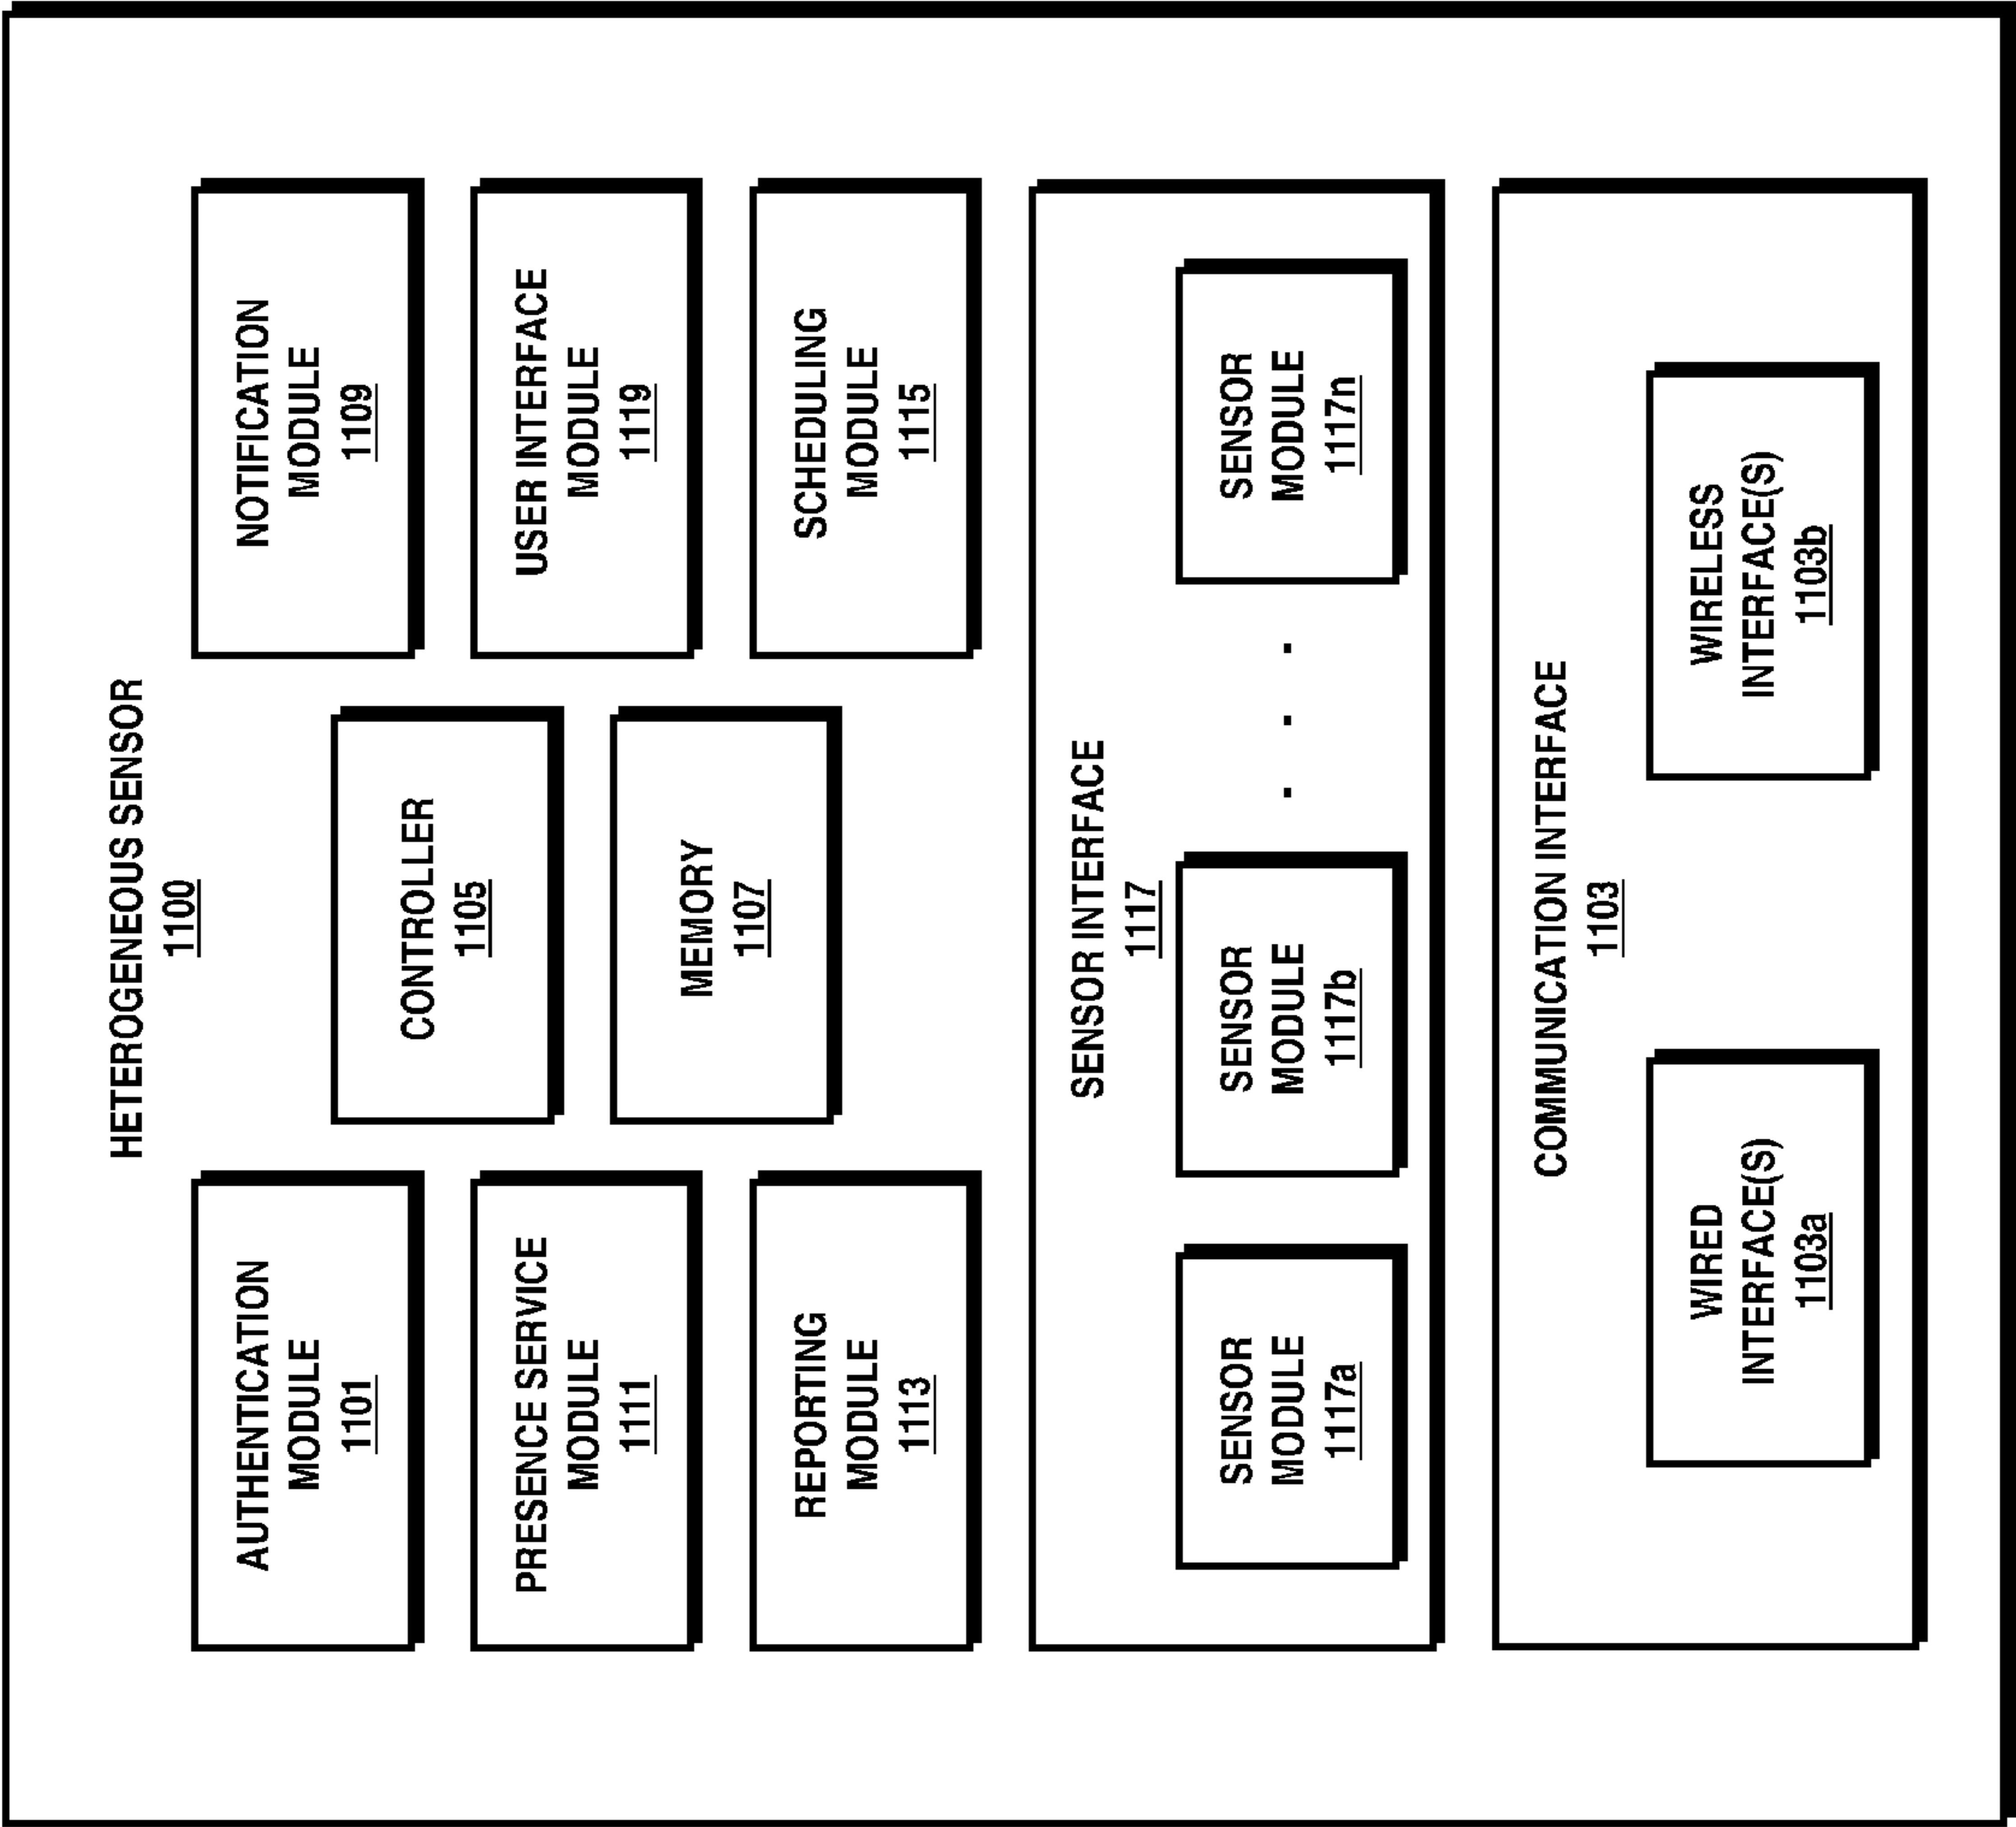 HETEROGENEOUS SENSOR
1100
AUTHENTICATION
MODULE
1101
NOTIFICATION
MODULE
1109
CONTROLLER
1105
PRESENCE SERVICE
MODULE
1111
USER INTERFACE
MODULE
1119
MEMORY
1107
REPORTING
MODULE
1113
SCHEDULING
MODULE
1115
SENSOR INTERFACE
1117
SENSOR
MODULE
1117a
SENSOR
MODULE
1117b
. . .
SENSOR
MODULE
1117n
COMMUNICATION INTERFACE
1103
WIRED
INTERFACE(S)
1103a
WIRELESS
INTERFACE(S)
1103b